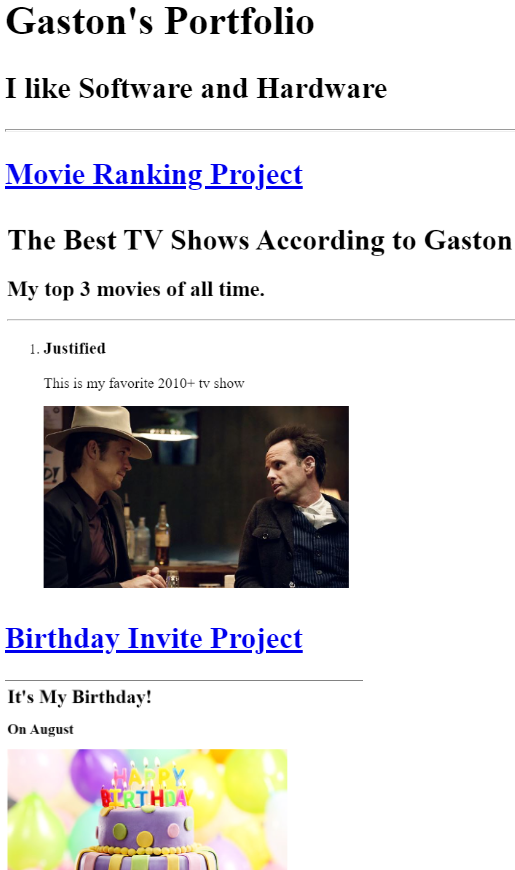 Gaston's Portfolio
I like Software and Hardware
Movie Ranking Project
The Best TV Shows According to Gaston
My top 3 movies of all time.
1. Justified
This is my favorite 2010+ tv show
Birthday Invite Project
It's My Birthday!
On August
HAPPY
BIRTHDAY